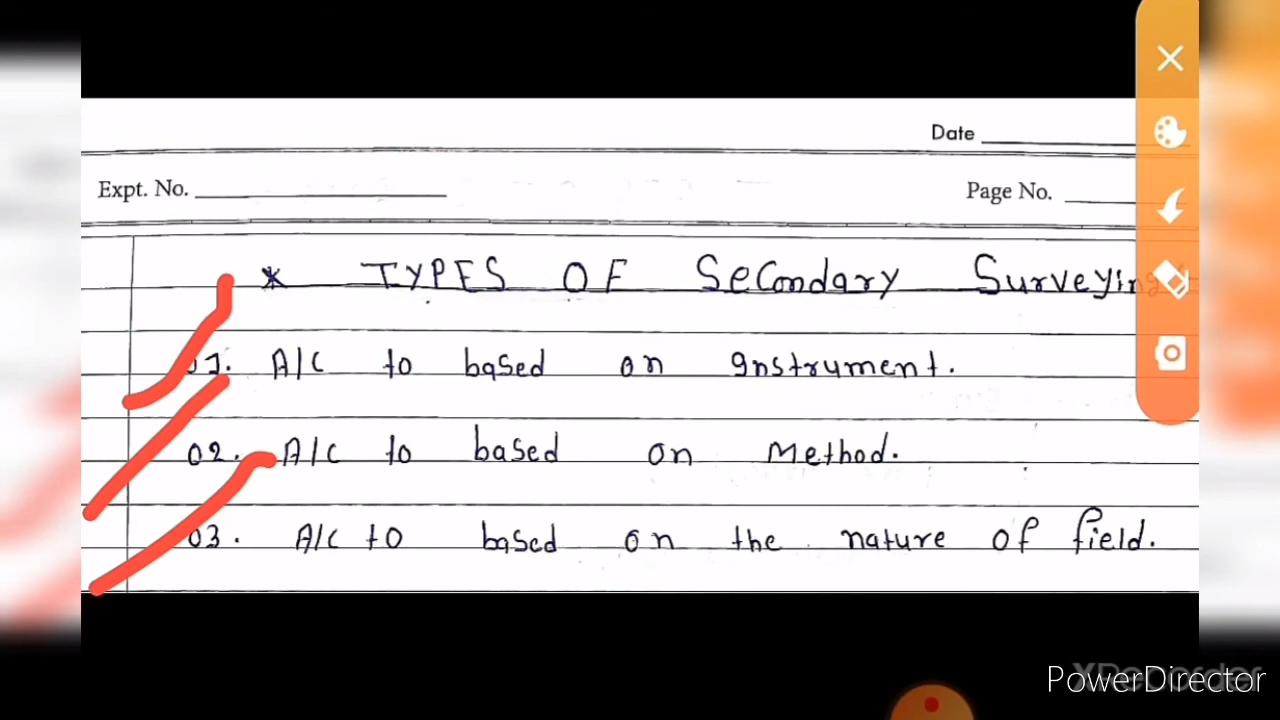 Date
Expt. No.
Page No.
* TYPES OF Secondary Surveying
01. A/C to based on Instrument.
02. A/C to based on Method.
03. A/C to based on the nature of field.
XRecorder
PowerDirector